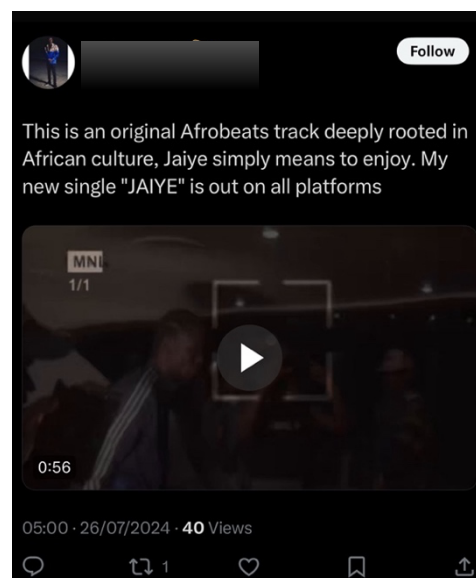 Follow
This is an original Afrobeats track deeply rooted in
African culture, Jaiye simply means to enjoy. My
new single "JAIYE" is out on all platforms
MNL
1/1
0:56
05:00 · 26/07/2024 · 40 Views
1